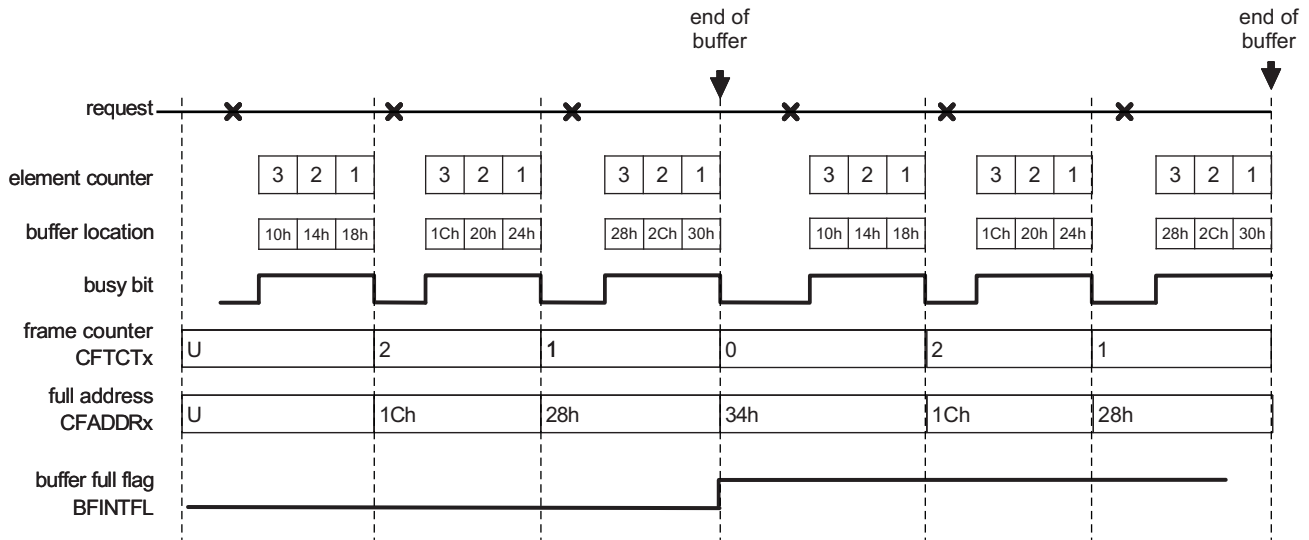 end of
buffer
end of
buffer
request
element counter
3 2 1 3 2 1 3 2 1 3 2 1 3 2 1 3 2 1
buffer location
10h 14h 18h 1Ch 20h 24h 28h 2Ch 30h 10h 14h 18h 1Ch 20h 24h 28h 2Ch 30h
busy bit
frame counter
CFTCTx
U 2 1 0 2 1
full address
CFADDRx
U 1Ch 28h 34h 1Ch 28h
buffer full flag
BFINTFL